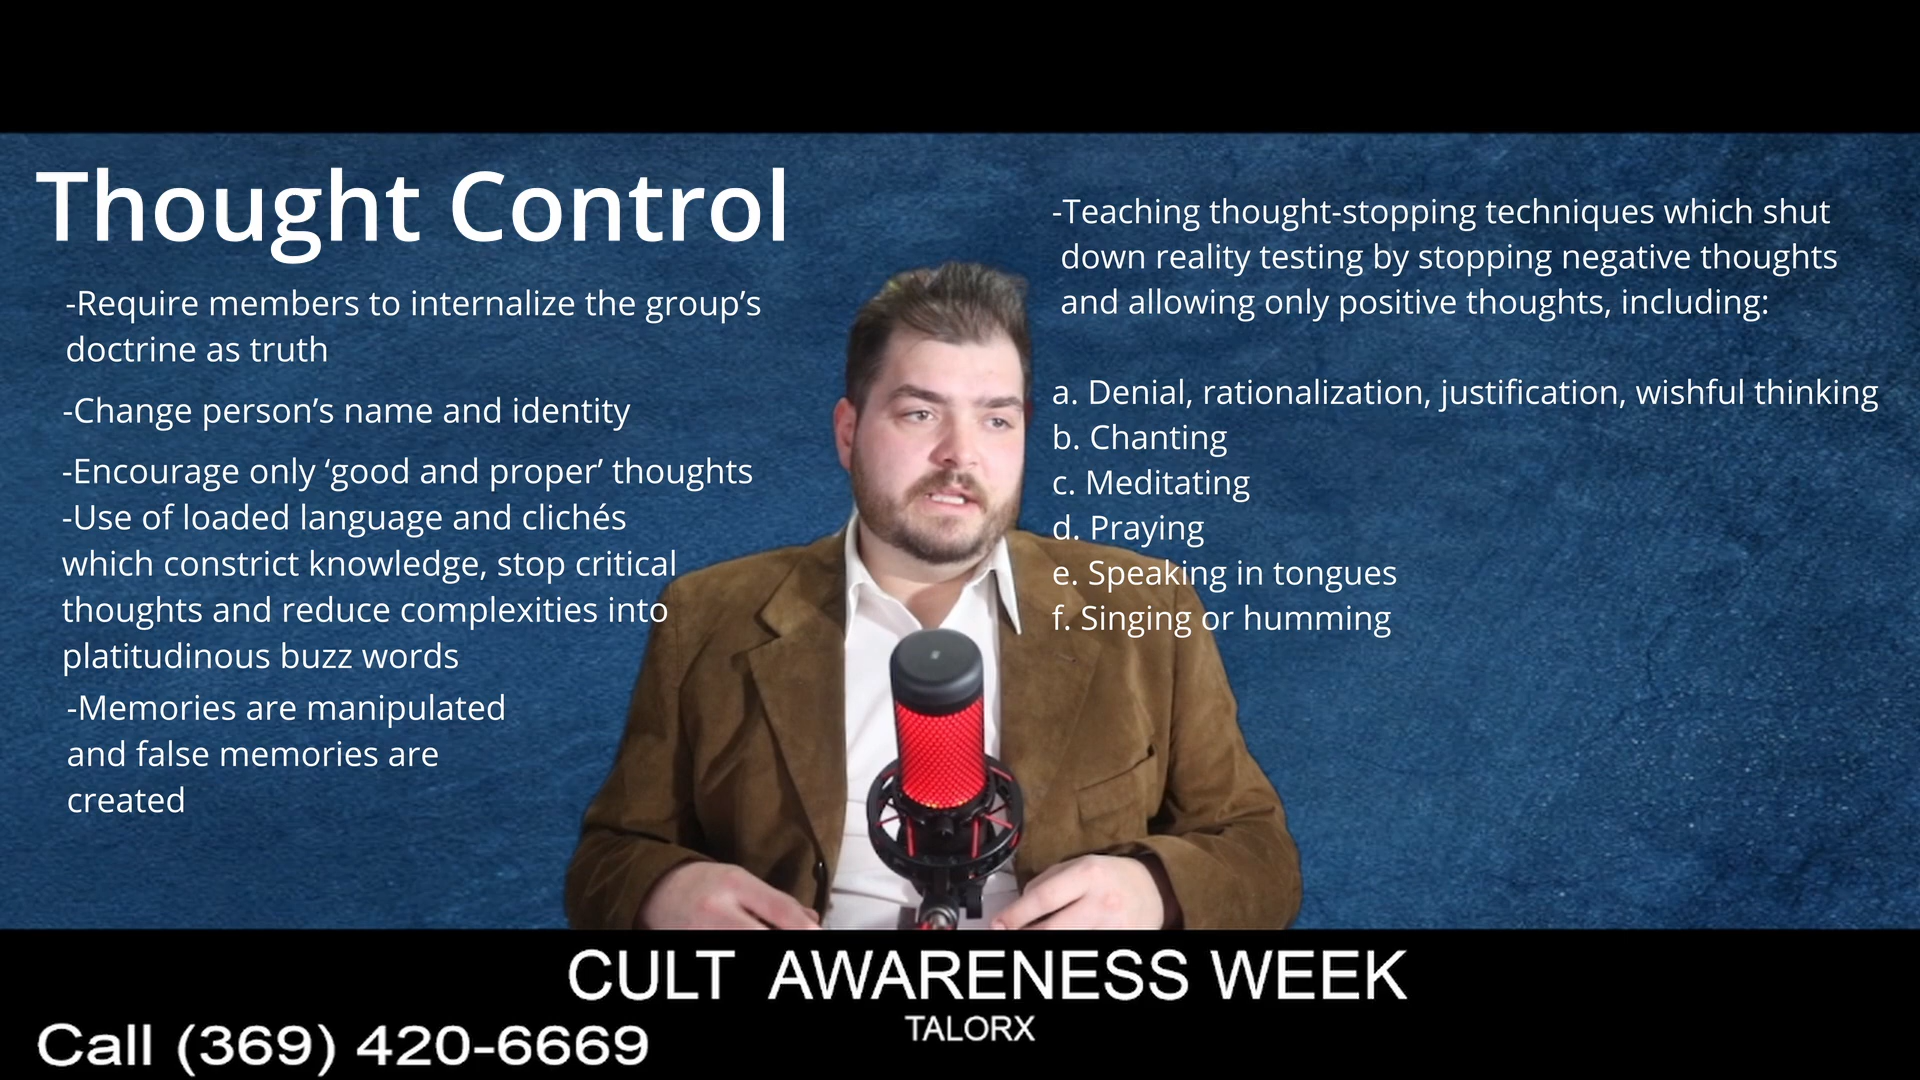 Thought Control
-Require members to internalize the group’s
doctrine as truth
-Change person’s name and identity
-Encourage only ‘good and proper’ thoughts
-Use of loaded language and clichés
which constrict knowledge, stop critical
thoughts and reduce complexities into
platitudinous buzz words
-Memories are manipulated
and false memories are
created
-Teaching thought-stopping techniques which shut
down reality testing by stopping negative thoughts
and allowing only positive thoughts, including:
a. Denial, rationalization, justification, wishful thinking
b. Chanting
c. Meditating
d. Praying
e. Speaking in tongues
f. Singing or humming
CULT AWARENESS WEEK
TALORX
Call (369) 420-6669